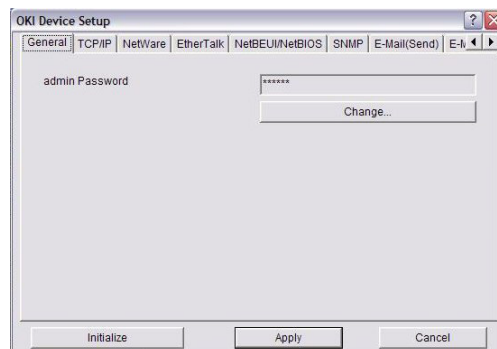 OKI Device Setup
General TCP/IP NetWare EtherTalk NetBEUI/NetBIOS SNMP E-Mail(Send)
admin Password ******
Change...
Initialize Apply Cancel